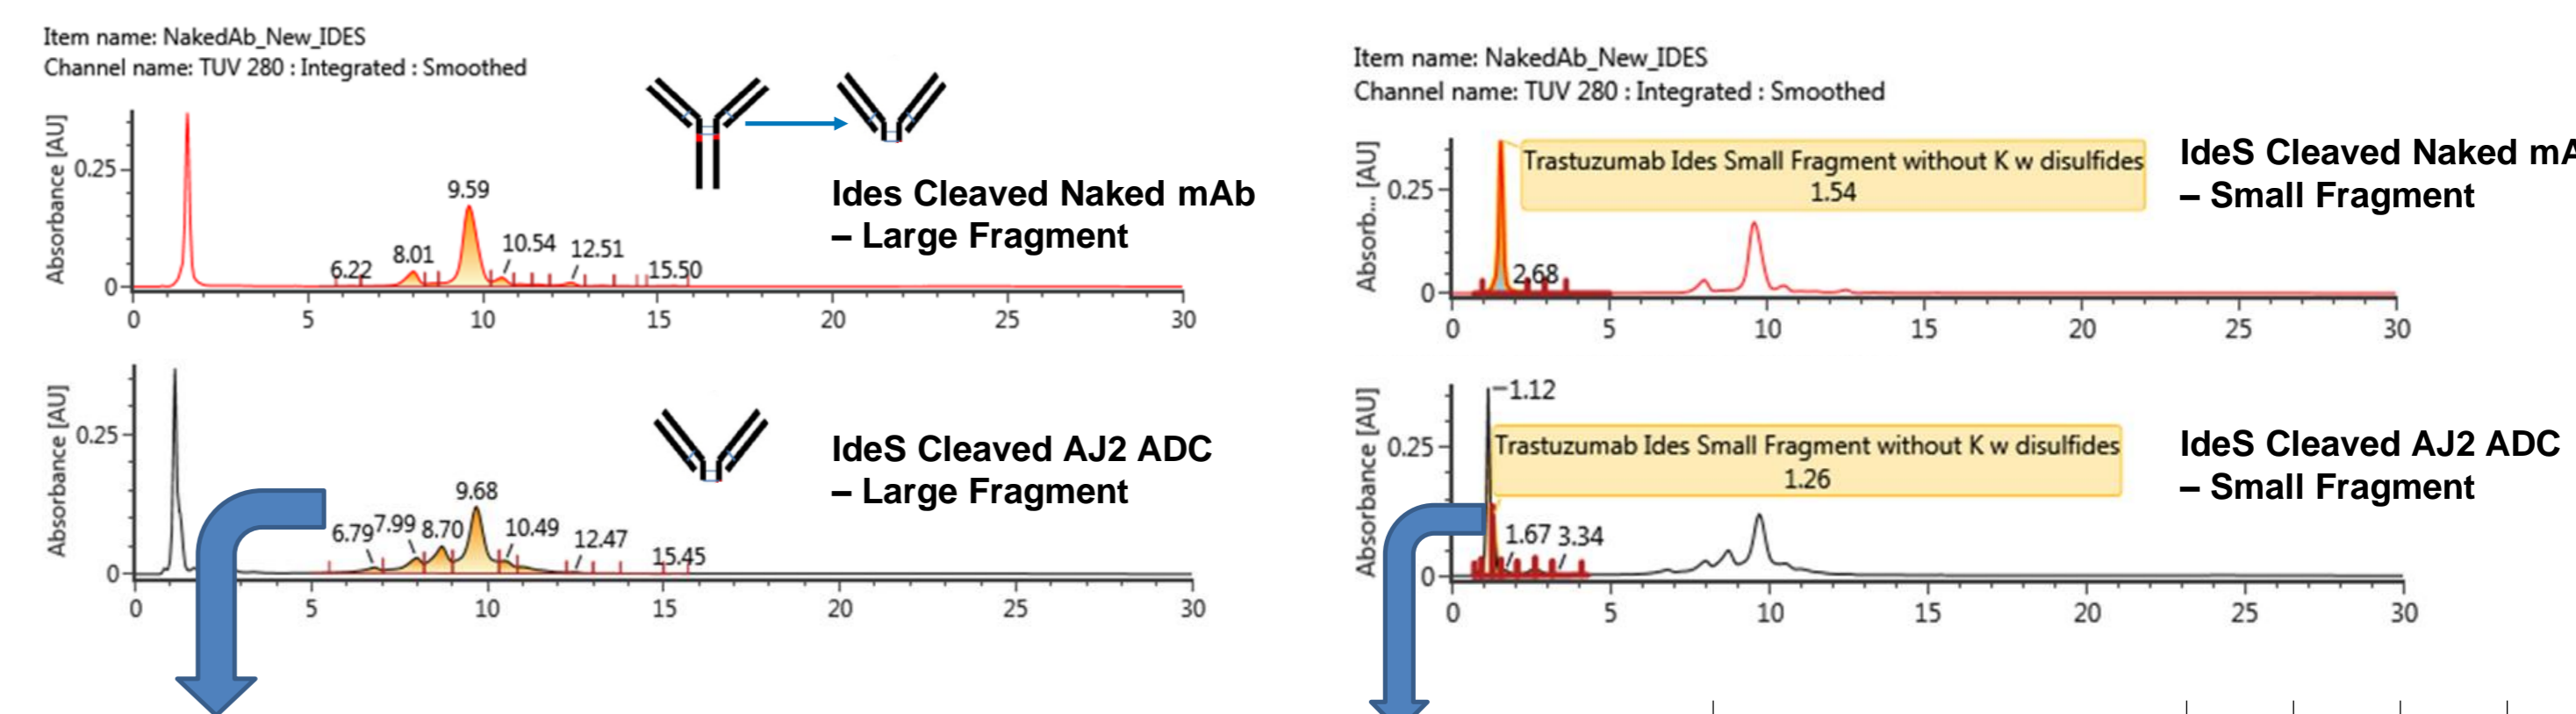 Item name: NakedAb_New_IDES
Channel name: TUV 280 : Integrated : Smoothed
Absorbance [AU]
0.25
0
6.22
8.01
9.59
10.54
12.51
15.50
0 5 10 15 20 25 30
Ides Cleaved Naked mAb
– Large Fragment
Absorbance [AU]
0.25
0
6.79
7.99
8.70
9.68
10.49
12.47
15.45
0 5 10 15 20 25 30
IdeS Cleaved AJ2 ADC
– Large Fragment
Item name: NakedAb_New_IDES
Channel name: TUV 280 : Integrated : Smoothed
Absorb... [AU]
0.25
0
Trastuzumab Ides Small Fragment without K w disulfides
1.54
2.68
0 5 10 15 20 25 30
IdeS Cleaved Naked mA
– Small Fragment
Absorbance [AU]
0.25
0
1.12
Trastuzumab Ides Small Fragment without K w disulfides
1.26
1.67
3.34
0 5 10 15 20 25 30
IdeS Cleaved AJ2 ADC
– Small Fragment